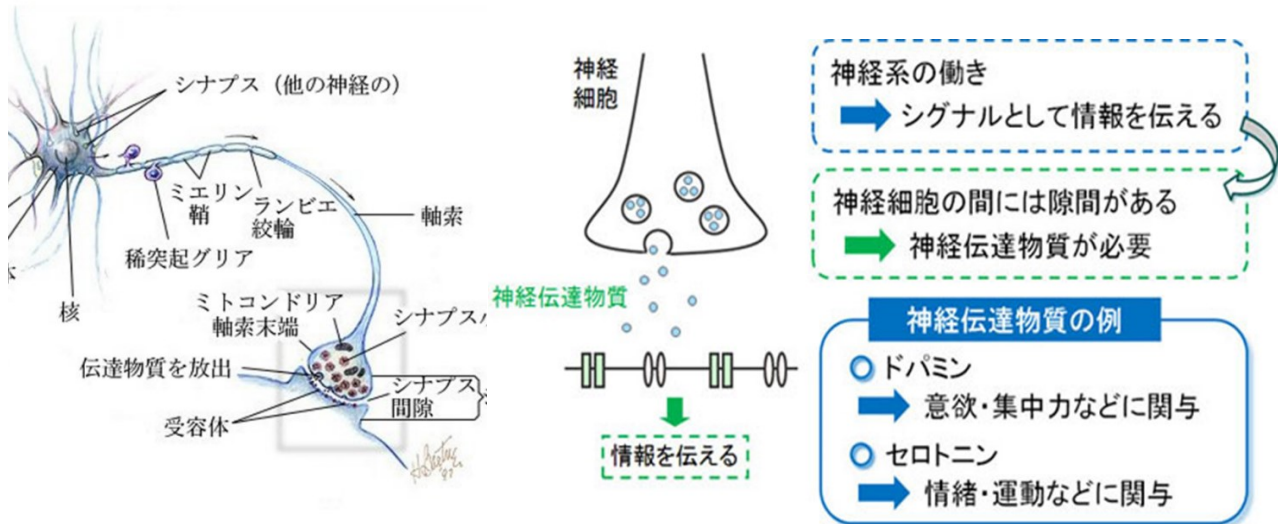 シナプス（他の神経の）
ミエリン
鞘
ランビエ
絞輪
軸索
稀突起グリア
核
ミトコンドリア
軸索末端
シナプス小
伝達物質を放出
シナプス
間隙
受容体
神経
細胞
神経伝達物質
情報を伝える
神経系の働き
シグナルとして情報を伝える
神経細胞の間には隙間がある
神経伝達物質が必要
神経伝達物質の例
ドパミン
意欲・集中力などに関与
セロトニン
情緒・運動などに関与